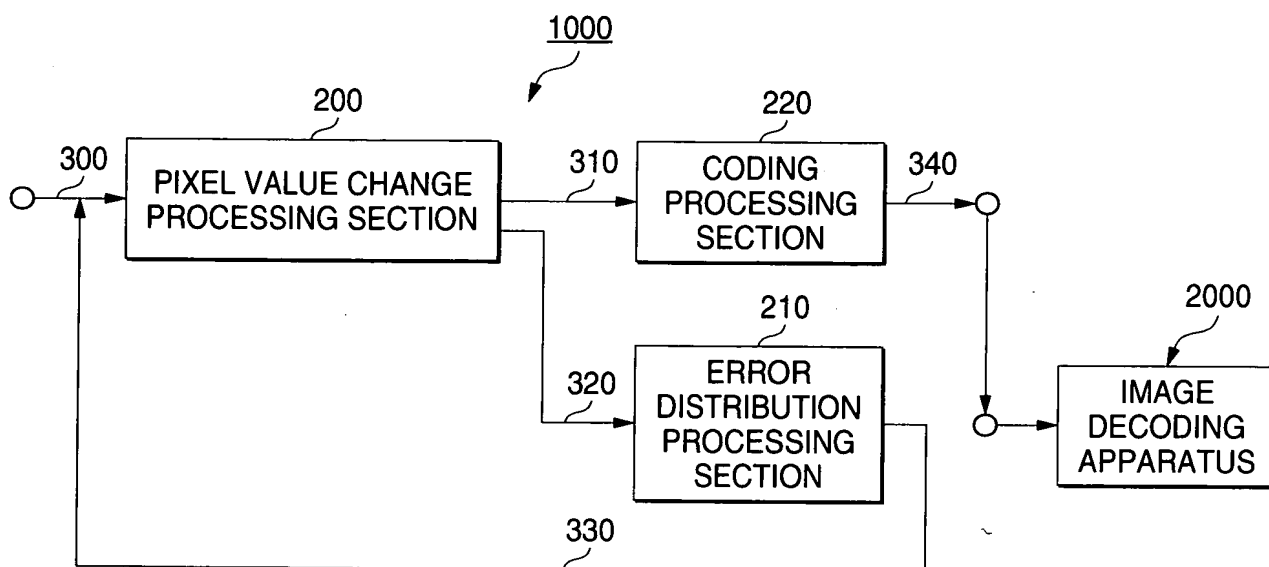 1000
200
220
300
PIXEL VALUE CHANGE
PROCESSING SECTION
310
CODING
PROCESSING
SECTION
340
210
2000
320
ERROR
DISTRIBUTION
PROCESSING
SECTION
IMAGE
DECODING
APPARATUS
330